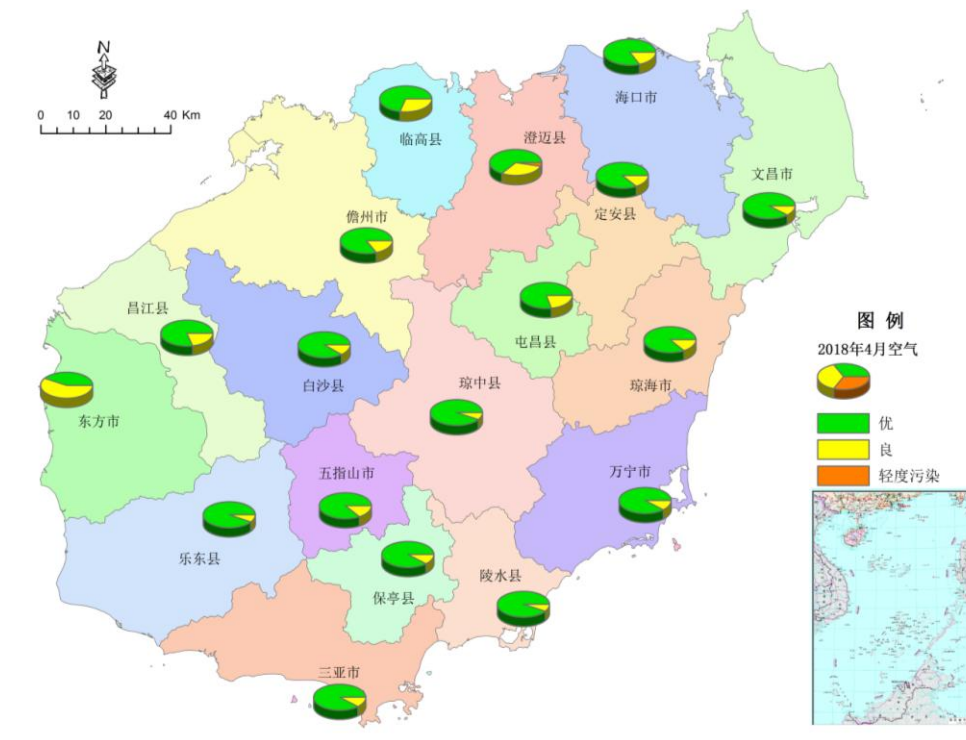 N
0 10 20 40 Km
海口市
临高县
澄迈县
文昌市
儋州市
定安县
昌江县
屯昌县
白沙县
琼中县
琼海市
东方市
五指山市
万宁市
乐东县
保亭县
陵水县
三亚市
图 例
2018年4月空气
优
良
轻度污染